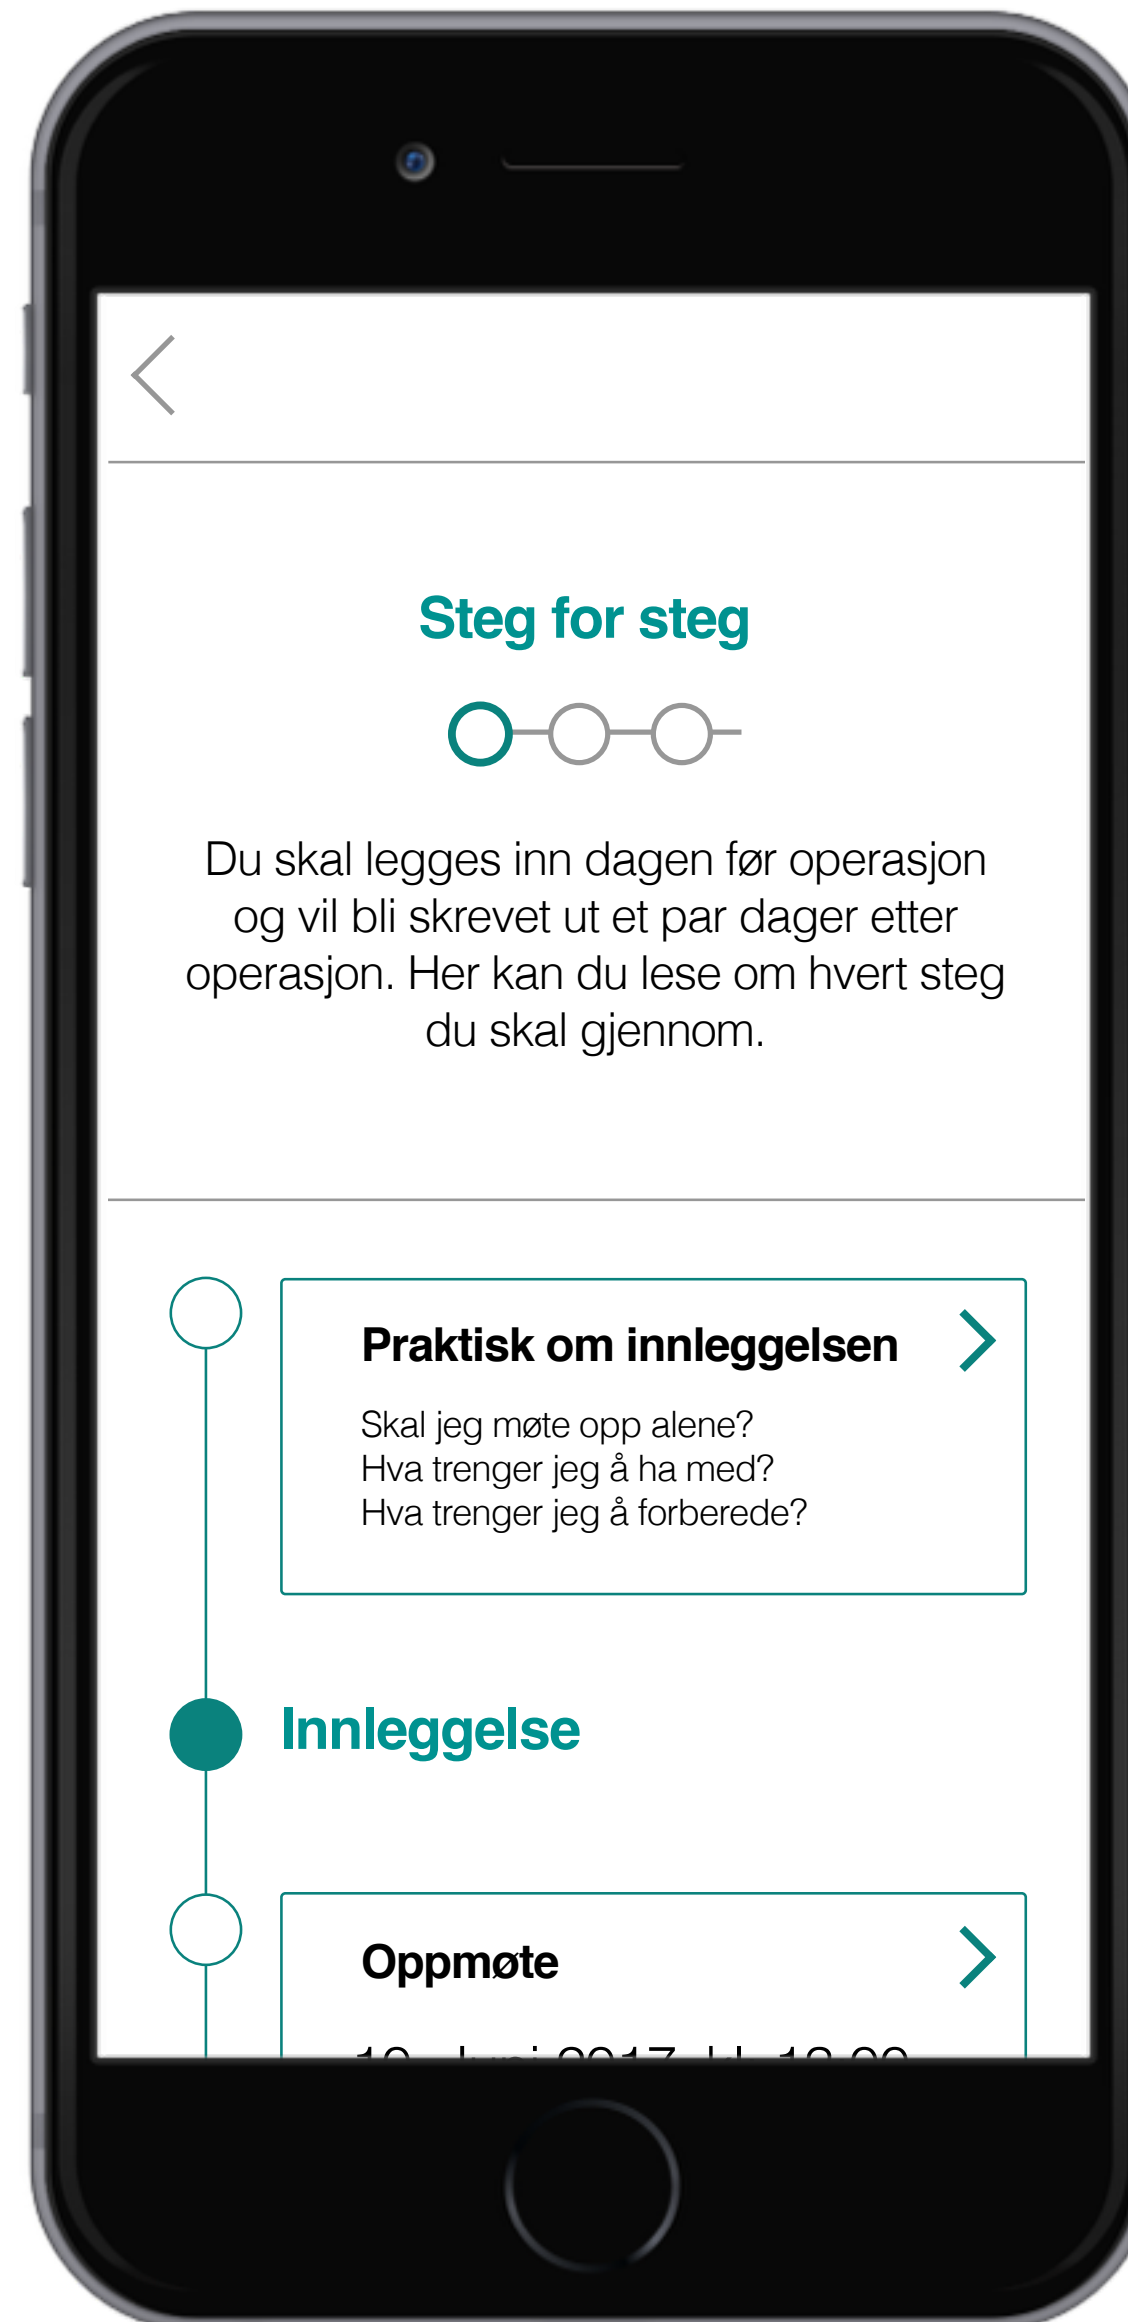 Steg for steg
Du skal legges inn dagen før operasjon
og vil bli skrevet ut et par dager etter
operasjon. Her kan du lese om hvert steg
du skal gjennom.
Praktisk om innleggelsen
Skal jeg møte opp alene?
Hva trenger jeg å ha med?
Hva trenger jeg å forberede?
Innleggelse
Oppmøte